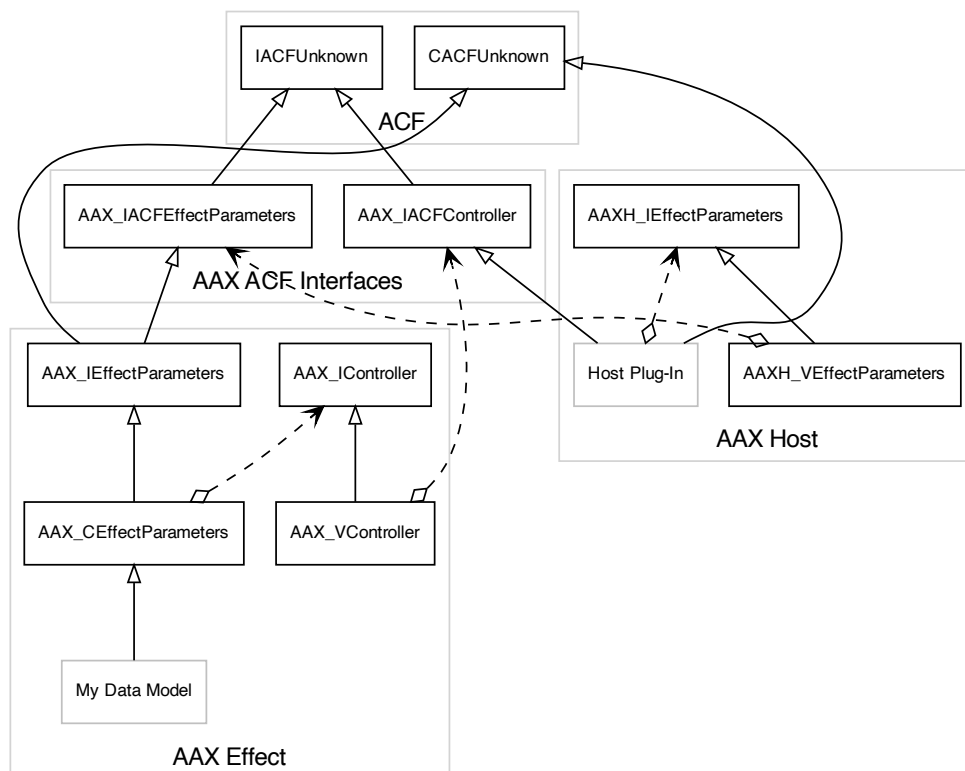 IACFUnknown
CACFUnknown
ACF
AAX_IACFEffectParameters
AAX_IACFController
AAXH_IEffectParameters
AAX ACF Interfaces
AAX_IEffectParameters
AAX_IController
Host Plug-In
AAXH_VEffectParameters
AAX Host
AAX_CEffectParameters
AAX_VController
My Data Model
AAX Effect